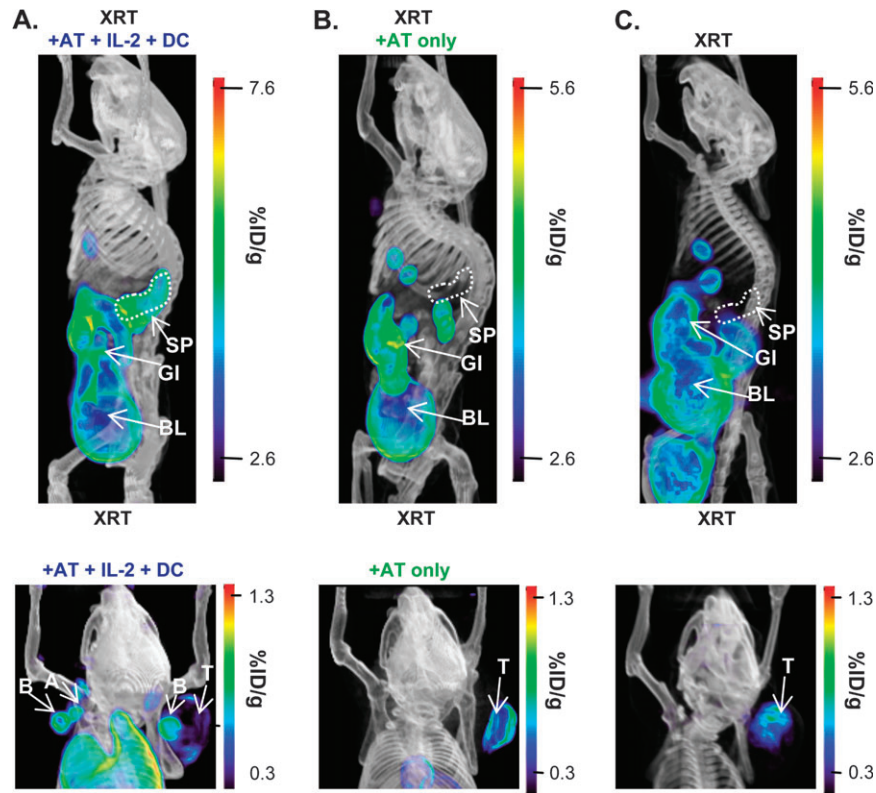 A.
XRT
+AT + IL-2 + DC
7.6
%ID/g
2.6
SP
GI
BL
XRT
B.
XRT
+AT only
5.6
%ID/g
2.6
SP
GI
BL
XRT
C.
XRT
5.6
%ID/g
2.6
SP
GI
BL
XRT
+AT + IL-2 + DC
B
A
B
T
1.3
%ID/g
0.3
+AT only
T
1.3
%ID/g
0.3
T
1.3
%ID/g
0.3